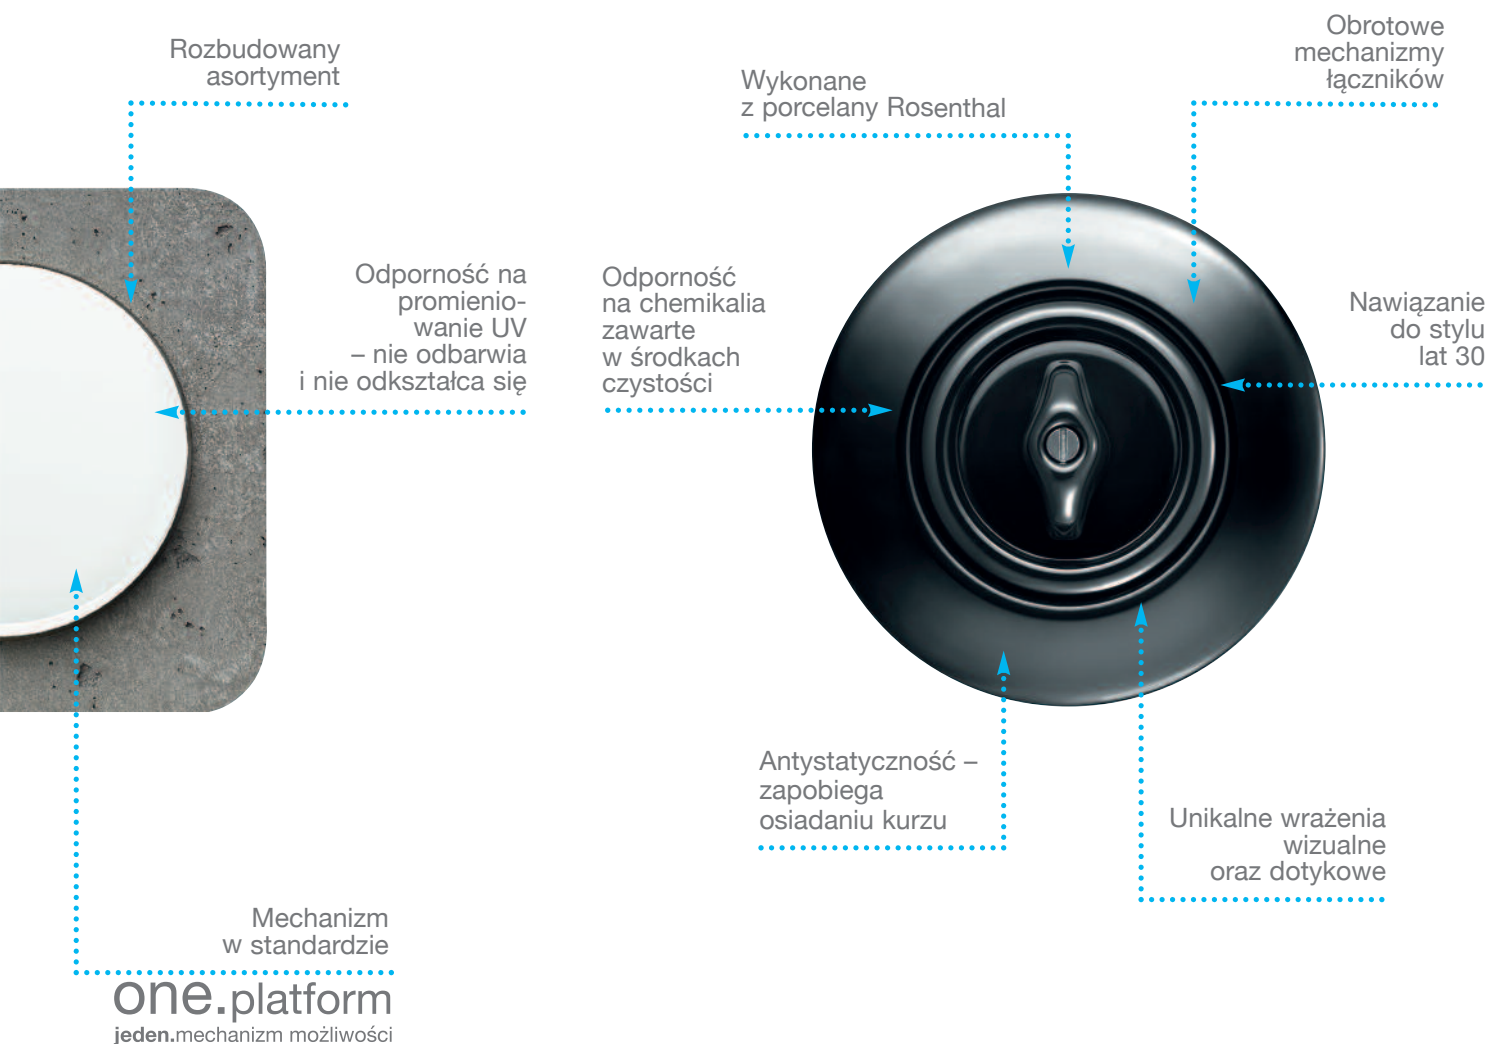 Rozbudowany
asortyment
Odporność na
promienio-
wanie UV
– nie odbarwia
i nie odkształca się
Mechanizm
w standardzie
one.platform
jeden.mechanizm możliwości
Wykonane
z porcelany Rosenthal
Obrotowe
mechanizmy
łączników
Odporność
na chemikalia
zawarte
w środkach
czystości
Nawiązanie
do stylu
lat 30
Antystatyczność –
zapobiega
osiadaniu kurzu
Unikalne wrażenia
wizualne
oraz dotykowe